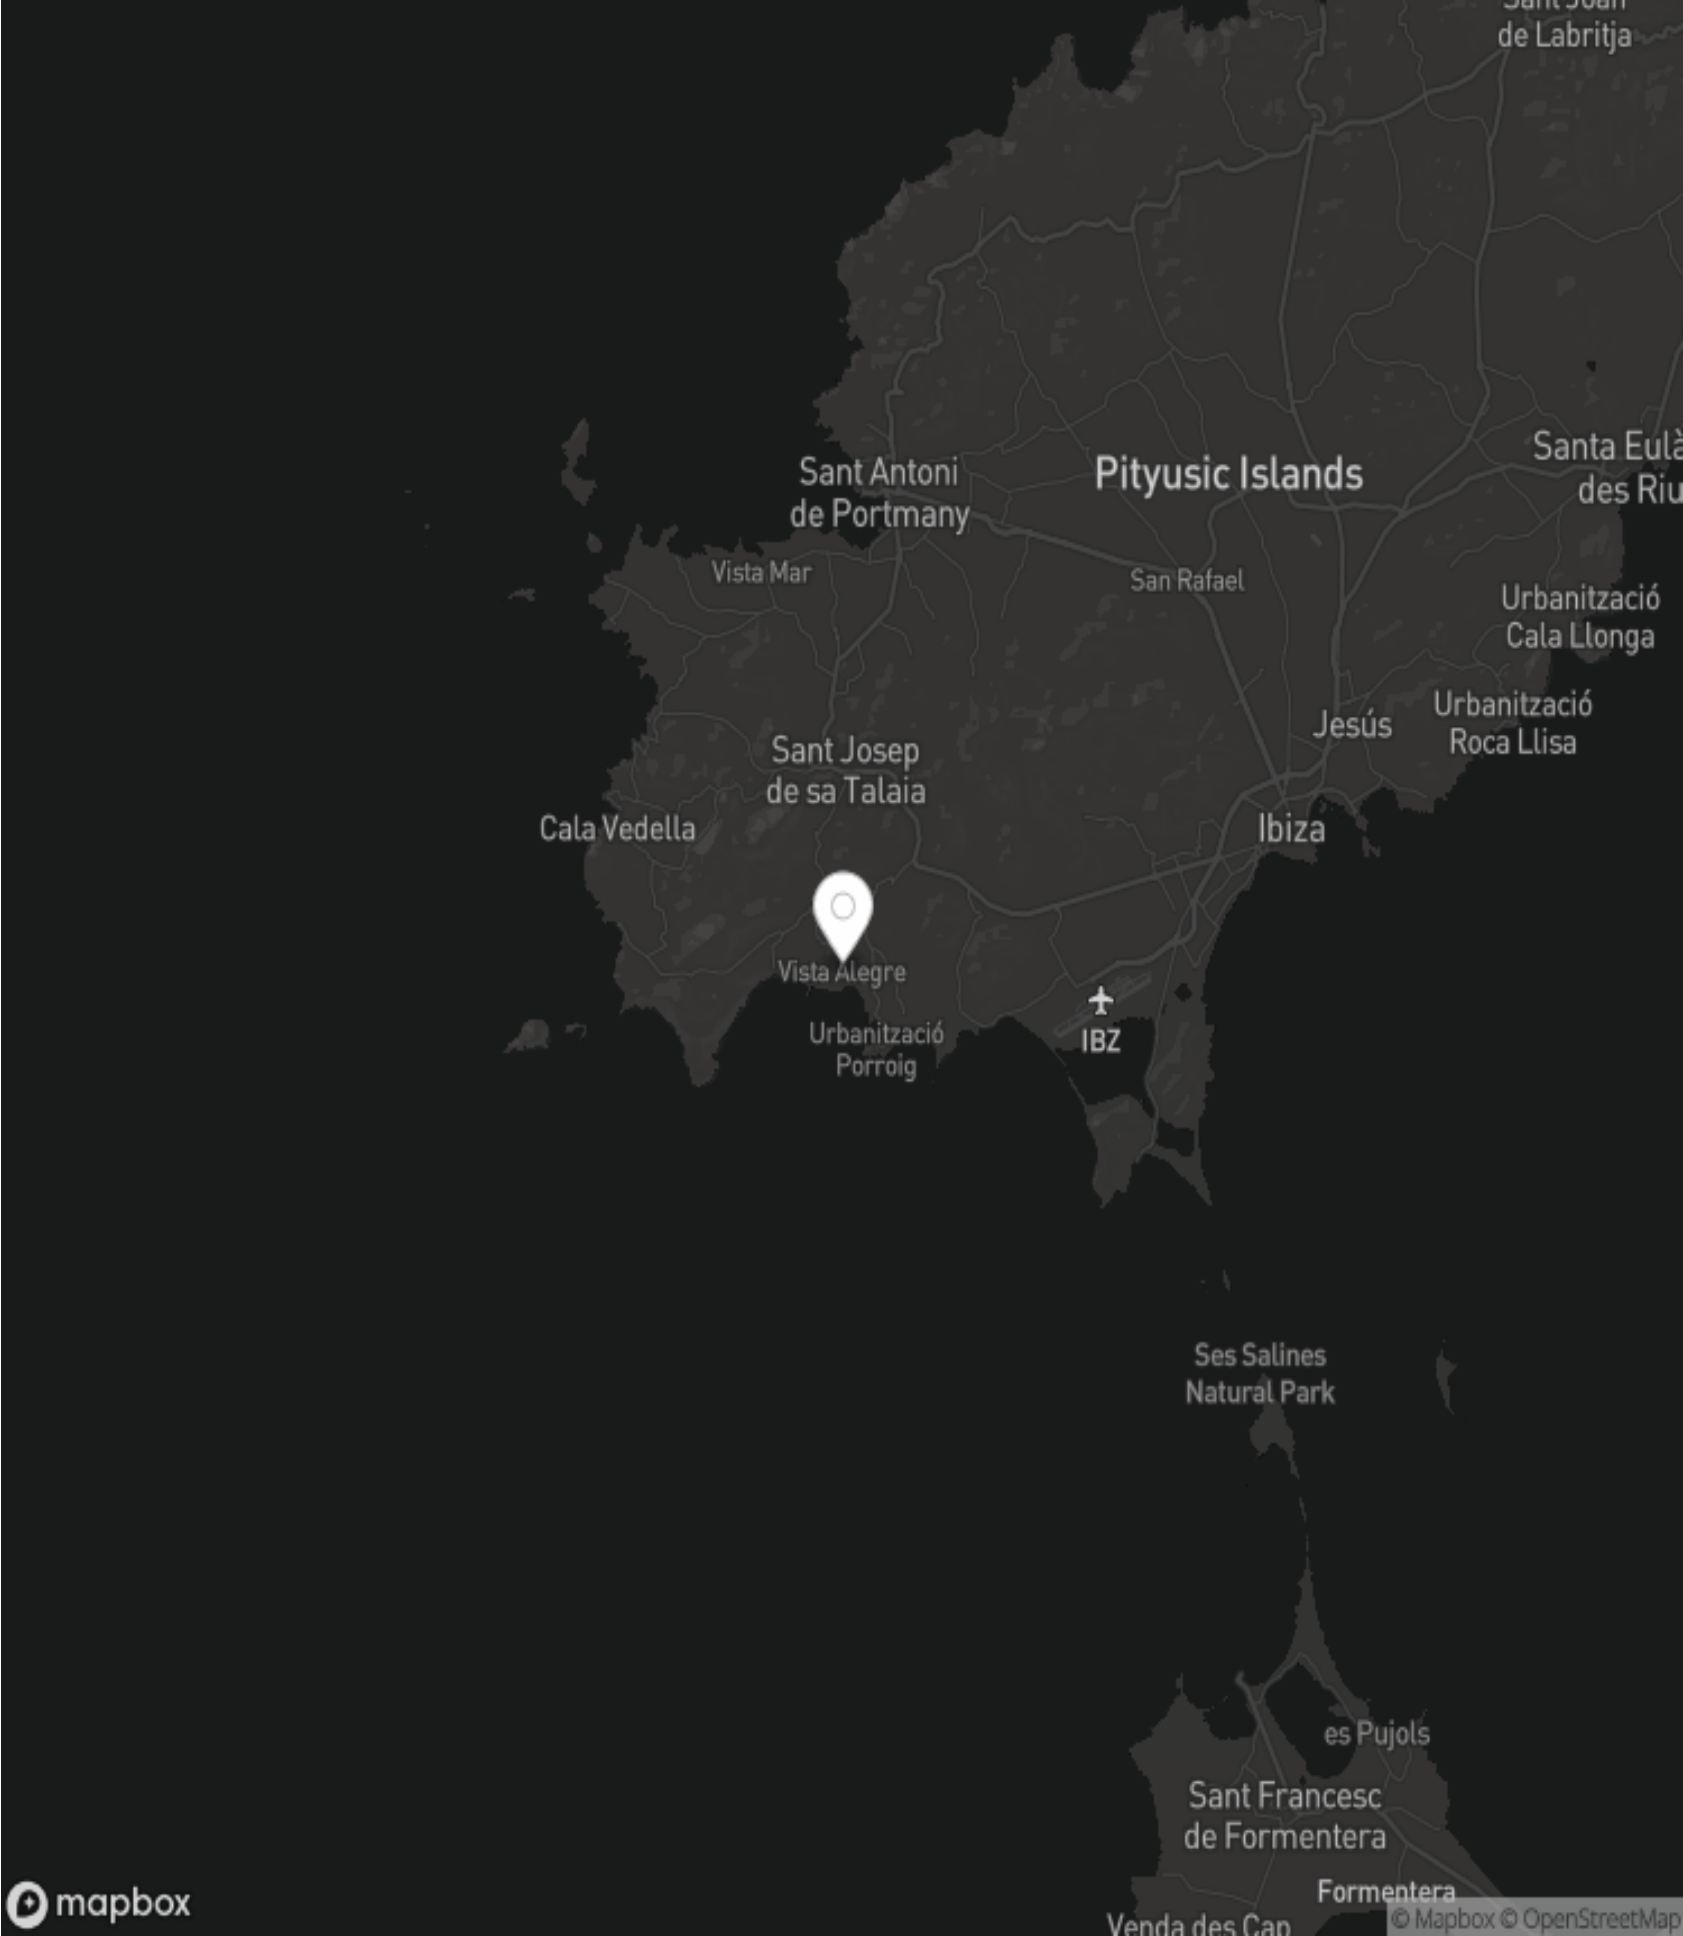 Sant Joan
de Labritja
Sant Antoni
de Portmany
Pityusic Islands
Santa Eulà
des Riu
Vista Mar
San Rafael
Urbanització
Cala Llonga
Urbanització
Roca Llisa
Jesús
Sant Josep
de sa Talaia
Cala Vedella
Ibiza
Vista Alegre
Urbanització
Porroig
IBZ
Ses Salines
Natural Park
es Pujols
Sant Francesc
de Formentera
Formentera
Venda des Cap
mapbox
© Mapbox © OpenStreetMap